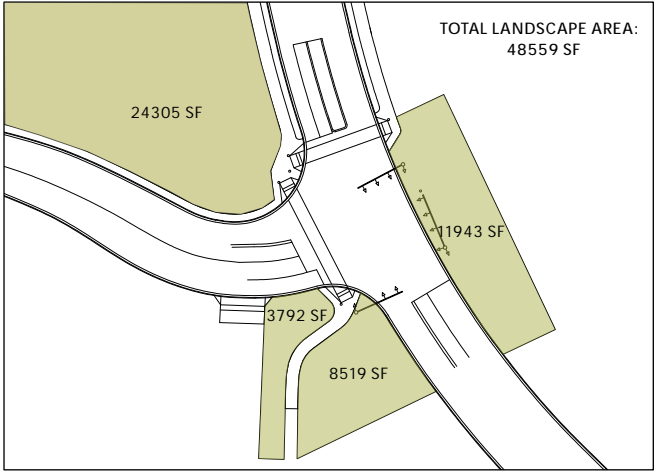 TOTAL LANDSCAPE AREA:
48559 SF
24305 SF
11943 SF
3792 SF
8519 SF